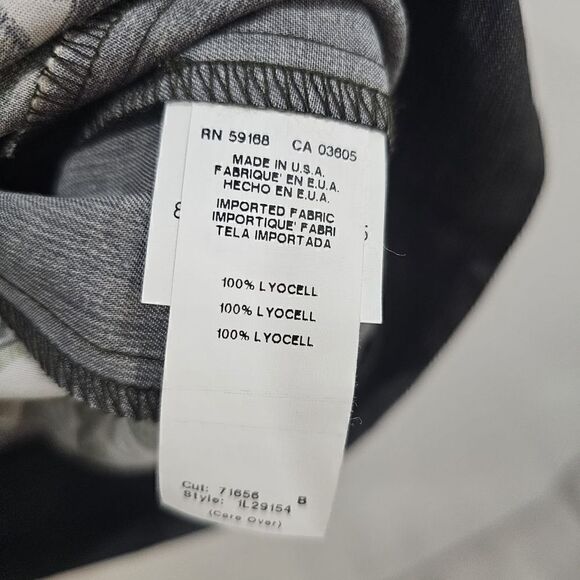 RN 59168 CA 03605
MADE IN U.S.A.
FABRIQUE' EN E.U.A.
HECHO EN E.U.A.
IMPORTED FABRIC
IMPORTIQUE' FABRI
TELA IMPORTADA
100% LYOCELL
100% LYOCELL
100% LYOCELL
Cut: 71656 B
Style: IL29154
(Care Over)